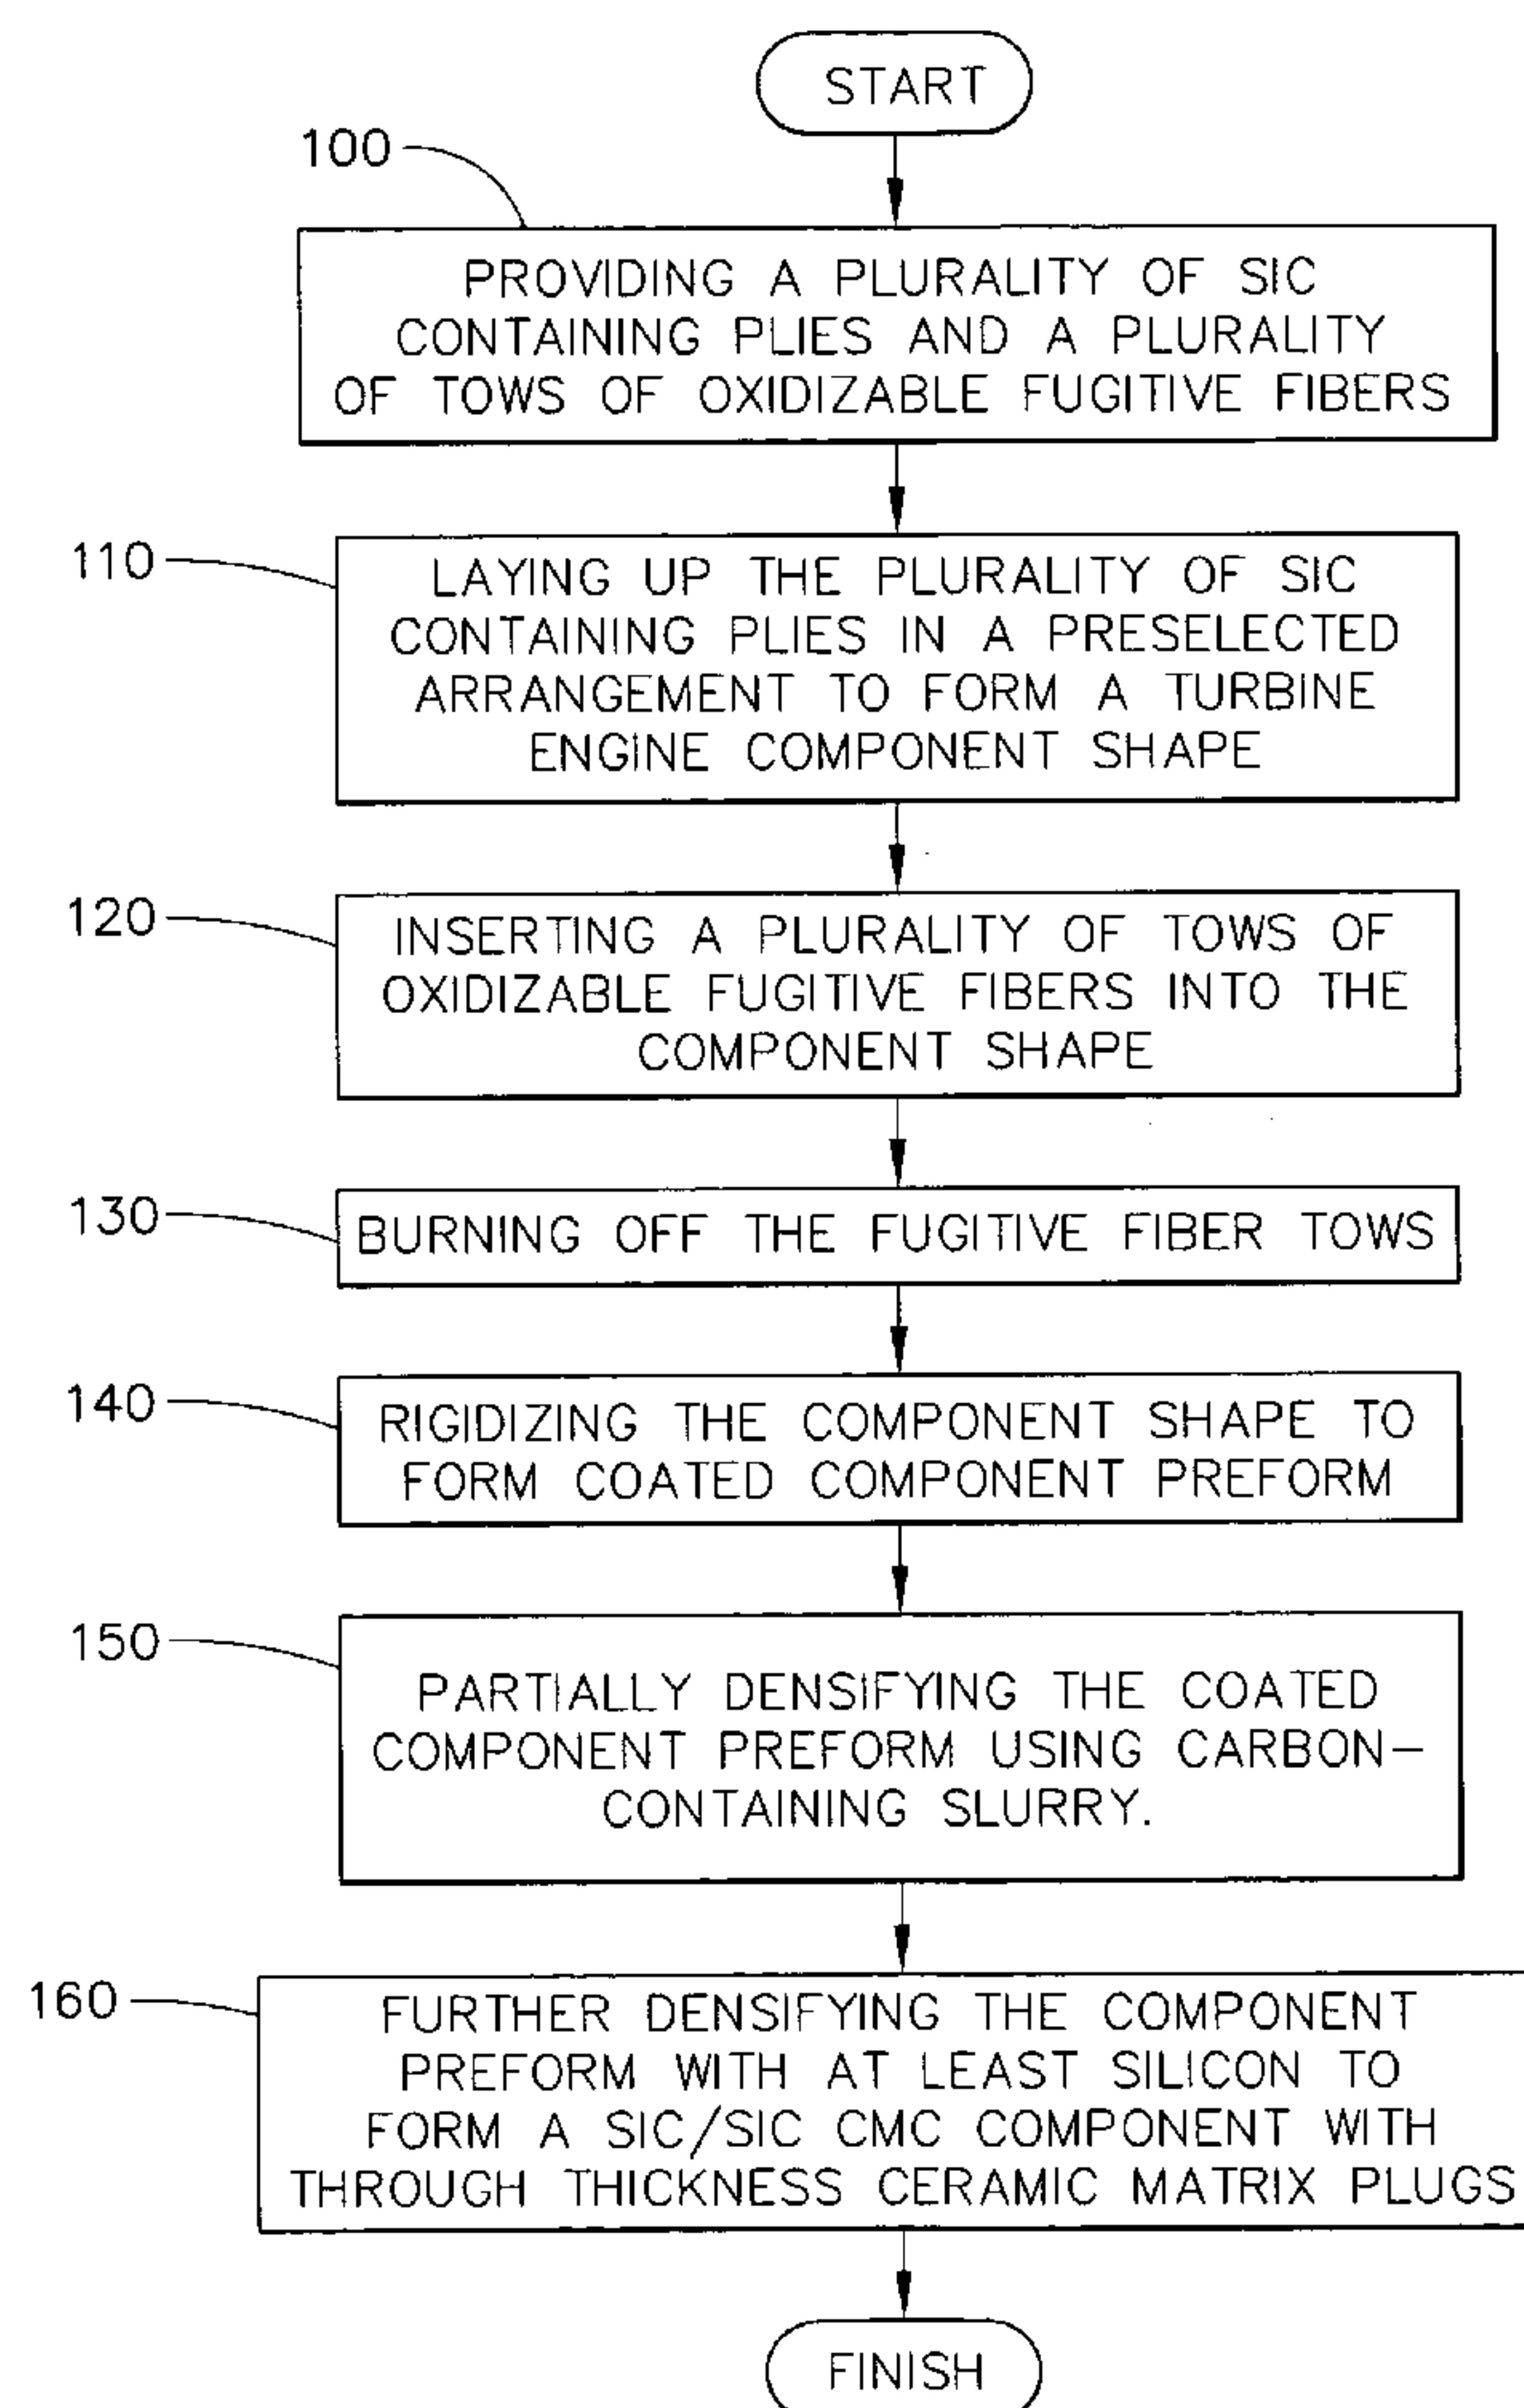 START
100
PROVIDING A PLURALITY OF SIC
CONTAINING PLIES AND A PLURALITY
OF TOWS OF OXIDIZABLE FUGITIVE FIBERS
110
LAYING UP THE PLURALITY OF SIC
CONTAINING PLIES IN A PRESELECTED
ARRANGEMENT TO FORM A TURBINE
ENGINE COMPONENT SHAPE
120
INSERTING A PLURALITY OF TOWS OF
OXIDIZABLE FUGITIVE FIBERS INTO THE
COMPONENT SHAPE
130
BURNING OFF THE FUGITIVE FIBER TOWS
140
RIGIDIZING THE COMPONENT SHAPE TO
FORM COATED COMPONENT PREFORM
150
PARTIALLY DENSIFYING THE COATED
COMPONENT PREFORM USING CARBON-
CONTAINING SLURRY.
160
FURTHER DENSIFYING THE COMPONENT
PREFORM WITH AT LEAST SILICON TO
FORM A SIC/SIC CMC COMPONENT WITH
THROUGH THICKNESS CERAMIC MATRIX PLUGS
FINISH